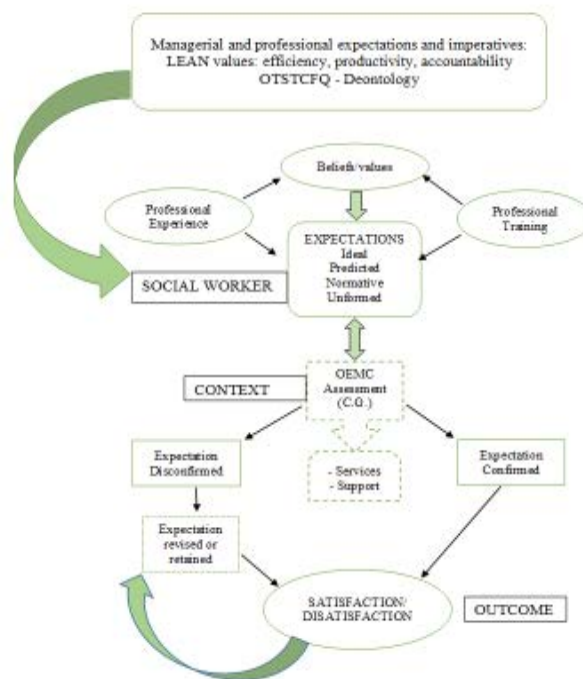 Managerial and professional expectations and imperatives:
LEAN values: efficiency, productivity, accountability
OTSTCFQ - Deontology
Beliefs/values
Professional
Experience
Professional
Training
EXPECTATIONS
Ideal
Predicted
Normative
Unformed
SOCIAL WORKER
CONTEXT
OEMC
Assessment
(C.G.)
Expectation
Disconfirmed
- Services
- Support
Expectation
Confirmed
Expectation
revised or
retained
SATISFACTION/
DISATISFACTION
OUTCOME